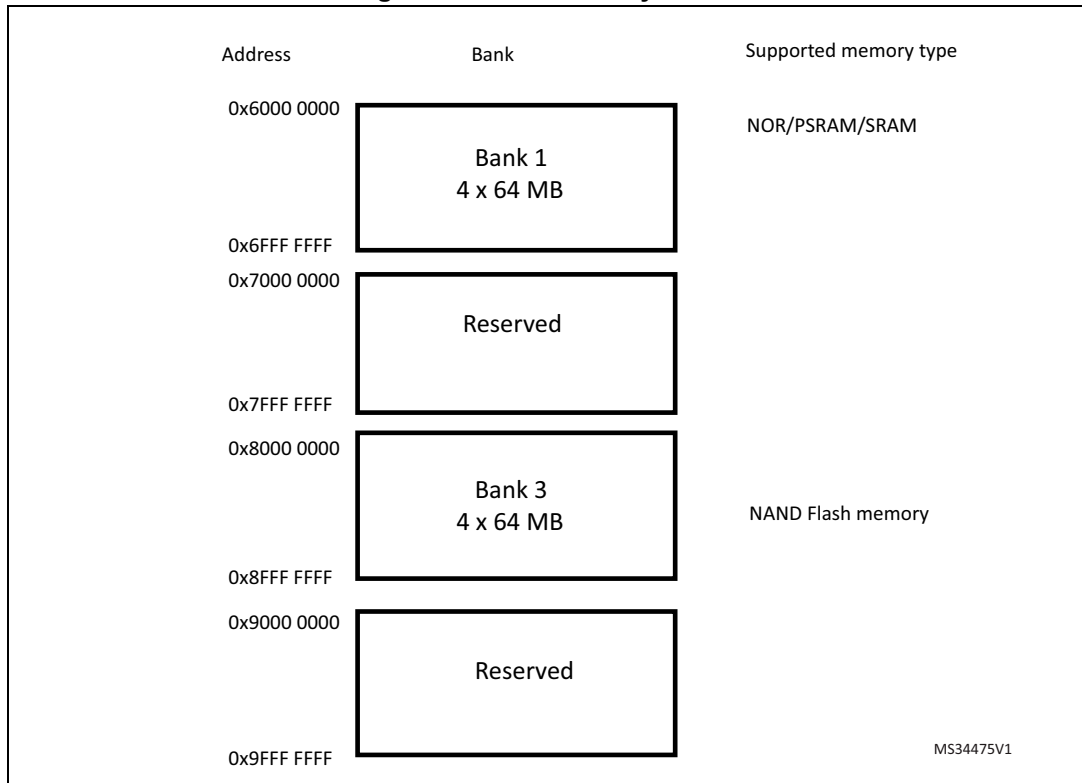 Address Bank Supported memory type
0x6000 0000
NOR/PSRAM/SRAM
Bank 1
4 x 64 MB
0x6FFF FFFF
0x7000 0000
Reserved
0x7FFF FFFF
0x8000 0000
Bank 3
4 x 64 MB
NAND Flash memory
0x8FFF FFFF
0x9000 0000
Reserved
0x9FFF FFFF
MS34475V1